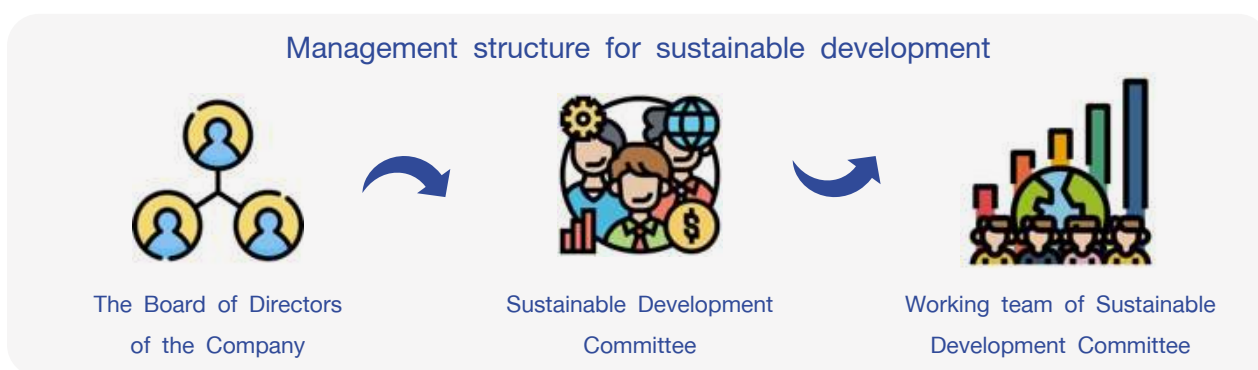 Management structure for sustainable development
The Board of Directors
of the Company
Sustainable Development
Committee
$
Working team of Sustainable
Development Committee